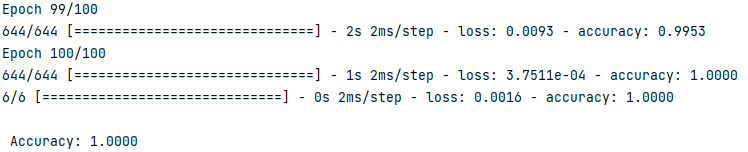 Epoch 99/100
644/644 [==============================] - 2s 2ms/step - loss: 0.0093 - accuracy: 0.9953
Epoch 100/100
644/644 [==============================] - 1s 2ms/step - loss: 3.7511e-04 - accuracy: 1.0000
6/6 [==============================] - 0s 2ms/step - loss: 0.0016 - accuracy: 1.0000
Accuracy: 1.0000